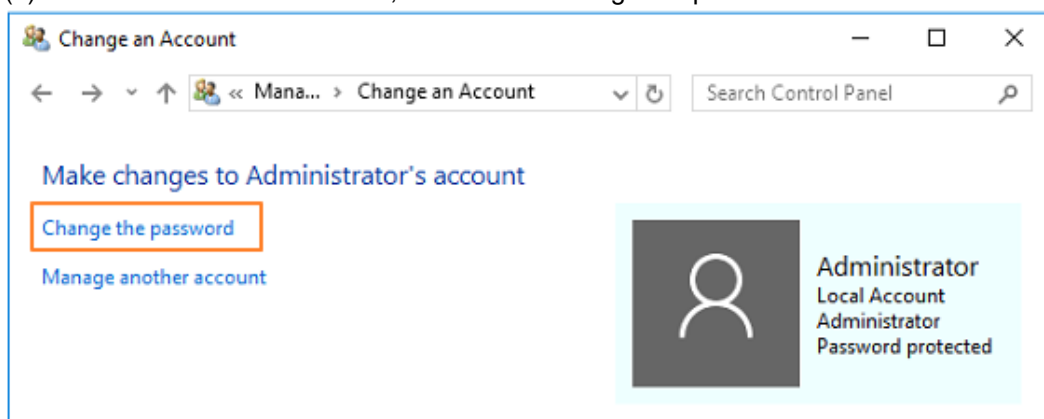 Change an Account
« Mana... › Change an Account
Search Control Panel
Make changes to Administrator's account
Change the password
Manage another account
Administrator
Local Account
Administrator
Password protected